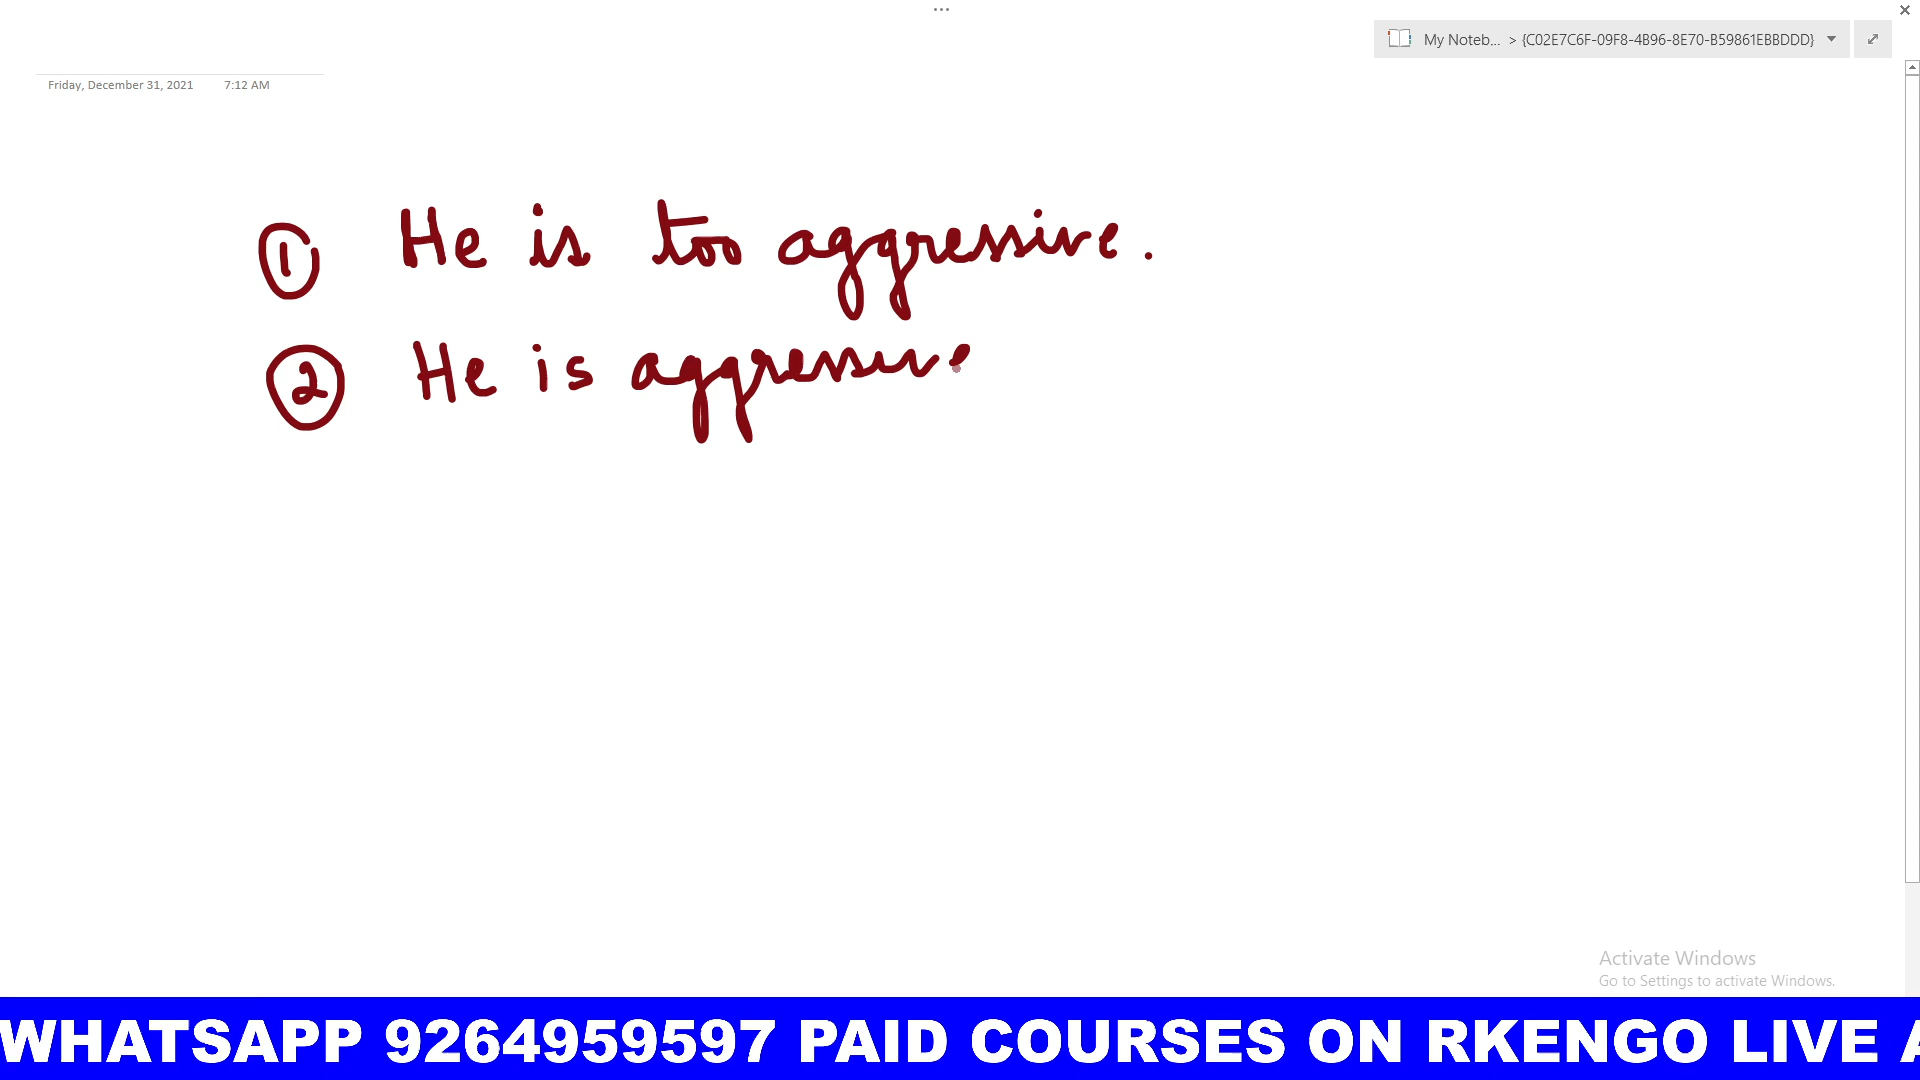 ...
My Noteb... > {C02E7C6F-09F8-4B96-8E70-B59861EBBDDD}
Friday, December 31, 2021 7:12 AM
① He is too aggressive.
② He is aggressive
Activate Windows
Go to Settings to activate Windows.
WHATSAPP 9264959597 PAID COURSES ON RKENGO LIVE A